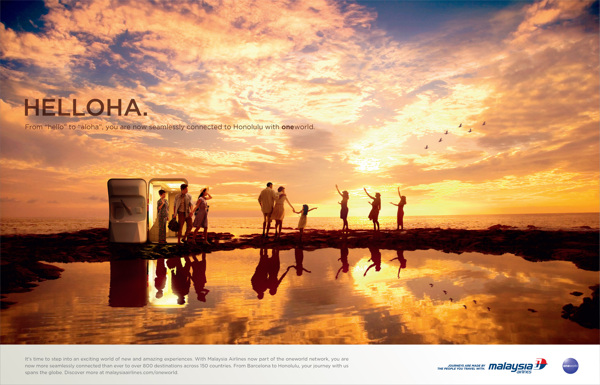 HELLOHA.
From "hello" to "aloha", you are now seamlessly connected to Honolulu with oneworld.
It's time to step into an exciting world of new and amazing experiences. With Malaysia Airlines now part of the oneworld network, you are
now more seamlessly connected than ever to over 800 destinations across 150 countries. From Barcelona to Honolulu, your journey with us
spans the globe. Discover more at malaysiaairlines.com/oneworld
JOURNEYS ARE MADE BY
THE PEOPLE YOU TRAVEL WITH
malaysia
airlines
oneworld